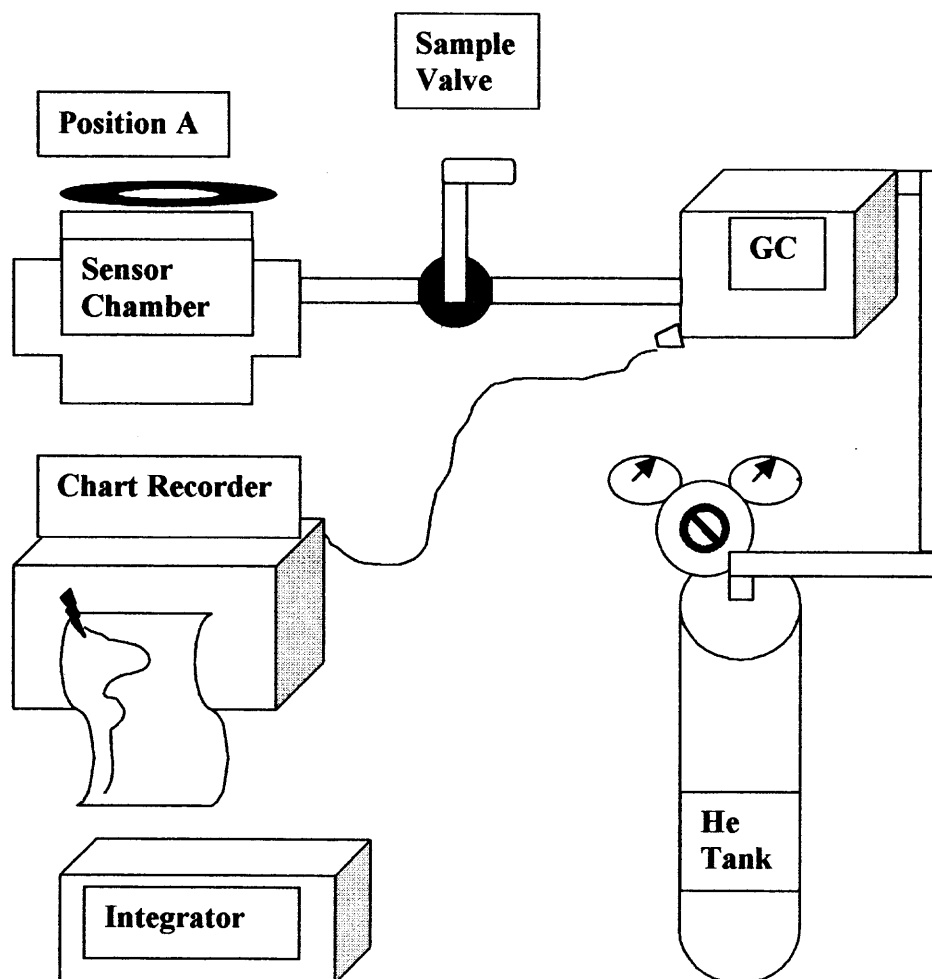 Sample
Valve
Position A
GC
Sensor
Chamber
Chart Recorder
He
Tank
Integrator